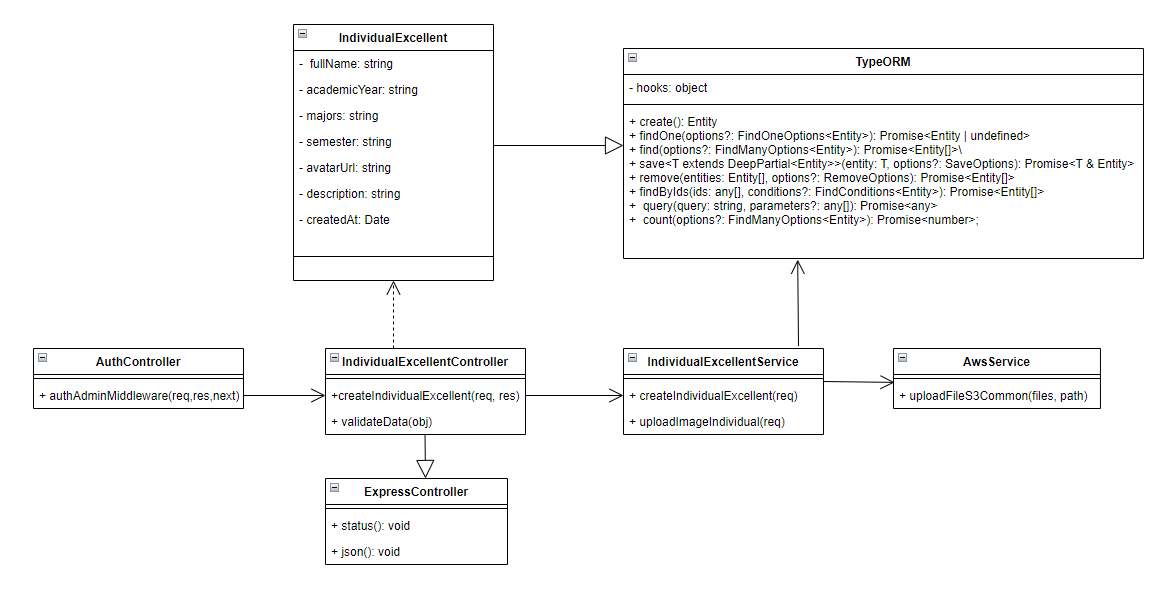 IndividualExcellent
- fullName: string
- academicYear: string
- majors: string
- semester: string
- avatarUrl: string
- description: string
- createdAt: Date
TypeORM
- hooks: object
+ create(): Entity
+ findOne(options?: FindOneOptions<Entity>): Promise<Entity | undefined>
+ find(options?: FindManyOptions<Entity>): Promise<Entity[]>\
+ save<T extends DeepPartial<Entity>>(entity: T, options?: SaveOptions): Promise<T & Entity>
+ remove(entities: Entity[], options?: RemoveOptions): Promise<Entity[]>
+ findByIds(ids: any[], conditions?: FindConditions<Entity>): Promise<Entity[]>
+ query(query: string, parameters?: any[]): Promise<any>
+ count(options?: FindManyOptions<Entity>): Promise<number>;
AuthController
+ authAdminMiddleware(req,res,next)
IndividualExcellentController
+createIndividualExcellent(req, res)
+ validateData(obj)
IndividualExcellentService
+ createIndividualExcellent(req)
+ uploadImageIndividual(req)
AwsService
+ uploadFileS3Common(files, path)
ExpressController
+ status(): void
+ json(): void